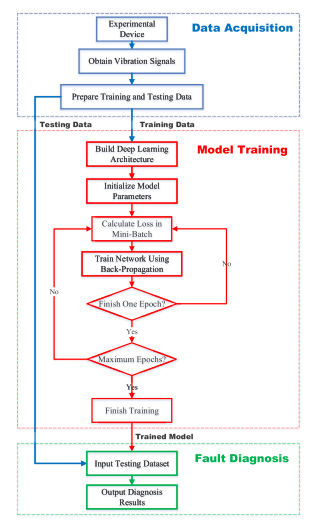 Experimental
Device
Data Acquisition
Obtain Vibration Signals
Prepare Training and Testing Data
Testing Data
Training Data
Build Deep Learning
Architecture
Model Training
Initialize Model
Parameters
Calculate Loss in
Mini-Batch
Train Network Using
Back-Propagation
No
No
Finish One Epoch?
Yes
Maximum Epochs?
Yes
Finish Training
Trained Model
Input Testing Dataset
Fault Diagnosis
Output Diagnosis
Results